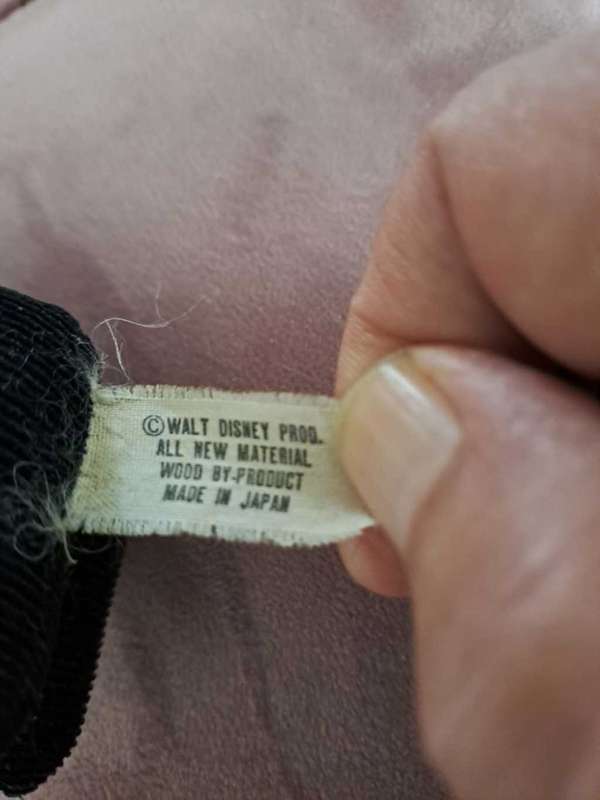 ©WALT DISNEY PROD.
ALL NEW MATERIAL
WOOD BY-PRODUCT
MADE IN JAPAN